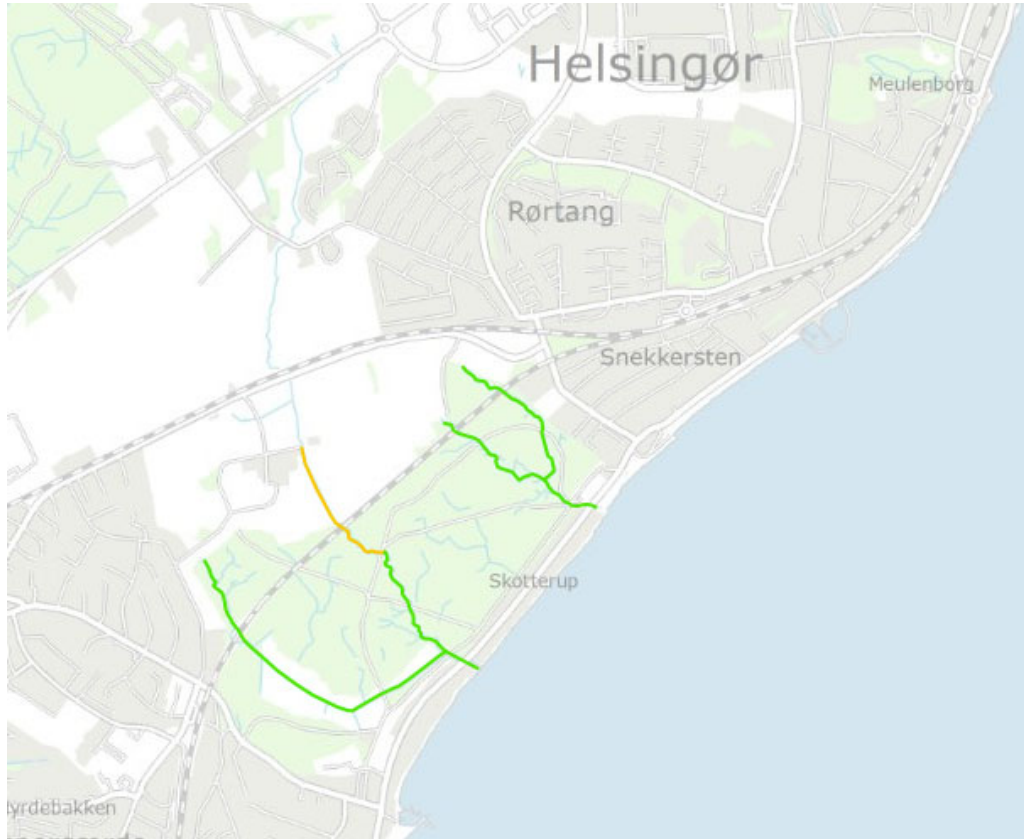 Helsingør
Meulenborg
Rørtang
Snekkersten
Skotterup